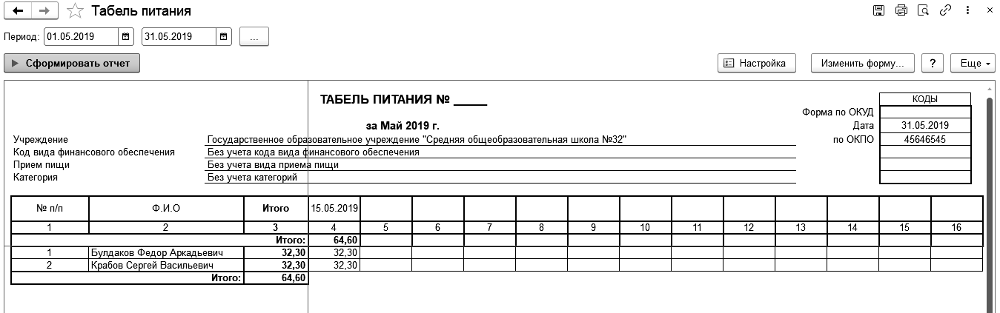 Табель питания
Период: 01.05.2019 31.05.2019 ...
Сформировать отчет Настройка Изменить форму... ? Еще
ТАБЕЛЬ ПИТАНИЯ № _____ КОДЫ
Форма по ОКУД
за Май 2019 г. Дата 31.05.2019
Учреждение Государственное образовательное учреждение "Средняя общеобразовательная школа №32" по ОКПО 45646545
Код вида финансового обеспечения Без учета кода вида финансового обеспечения
Прием пищи Без учета вида приема пищи
Категория Без учета категорий
№ п/п Ф.И.О Итого 15.05.2019
1 2 3 4 5 6 7 8 9 10 11 12 13 14 15 16
Итого: 64,60
1 Булдаков Федор Аркадьевич 32,30 32,30
2 Крабов Сергей Васильевич 32,30 32,30
Итого: 64,60